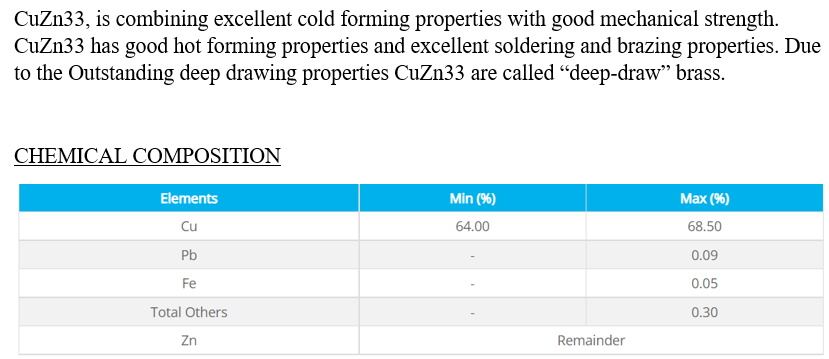 CuZn33, is combining excellent cold forming properties with good mechanical strength.
CuZn33 has good hot forming properties and excellent soldering and brazing properties. Due
to the Outstanding deep drawing properties CuZn33 are called “deep-draw” brass.
CHEMICAL COMPOSITION
Elements Min (%) Max (%)
Cu 64.00 68.50
Pb - 0.09
Fe - 0.05
Total Others - 0.30
Zn Remainder